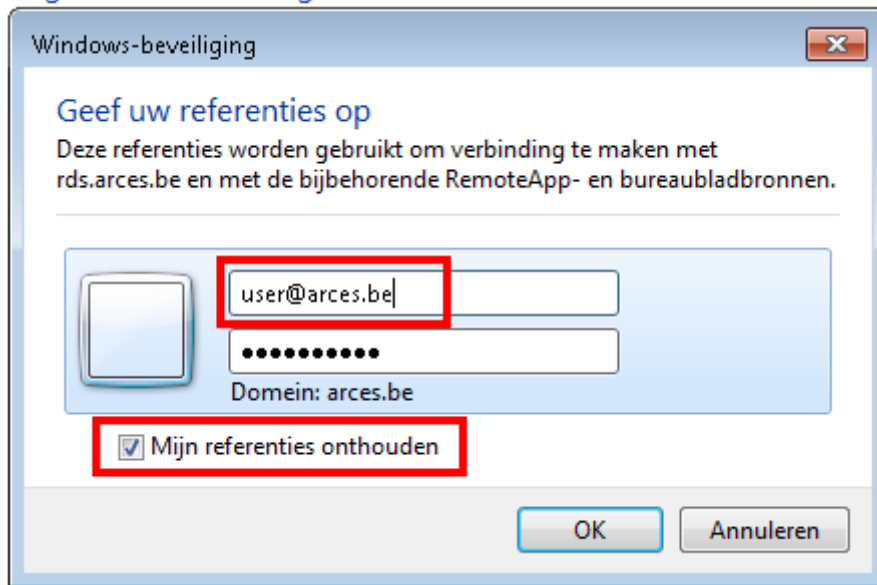 Windows-beveiliging
Geef uw referenties op
Deze referenties worden gebruikt om verbinding te maken met
rds.arces.be en met de bijbehorende RemoteApp- en bureaubladbronnen.
user@arces.be
●●●●●●●●●●
Domein: arces.be
Mijn referenties onthouden
OK
Annuleren